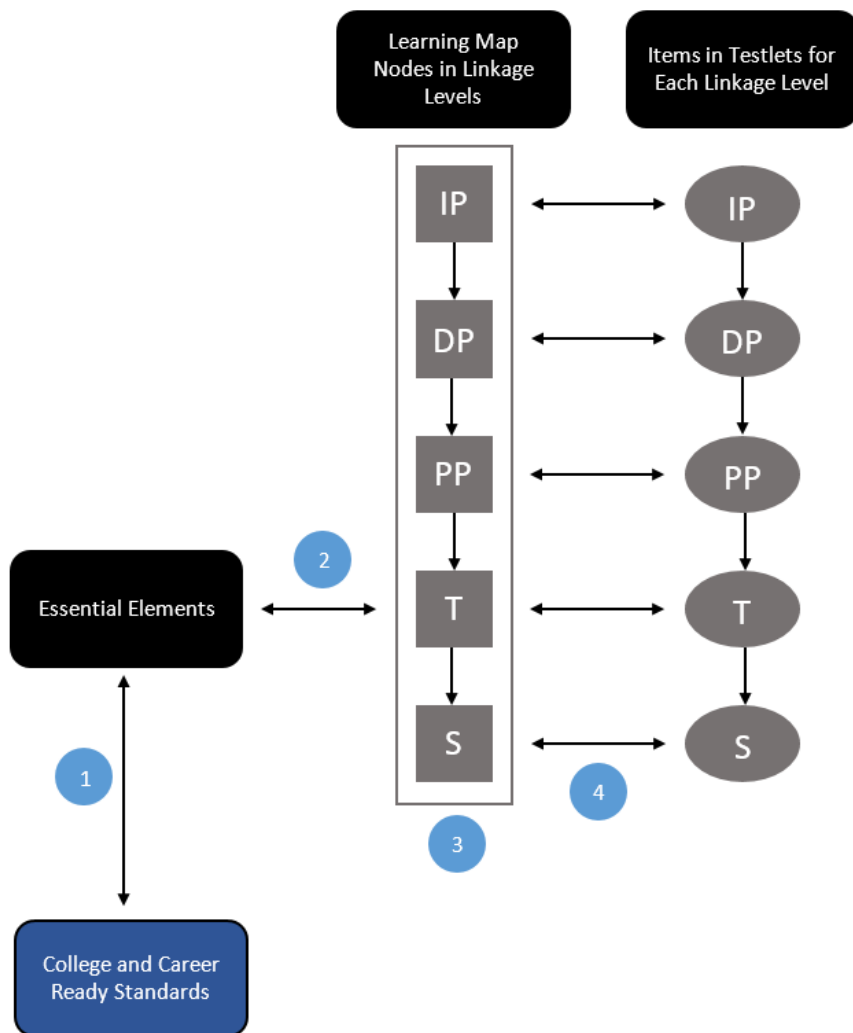 Learning Map
Nodes in Linkage
Levels
Items in Testlets for
Each Linkage Level
IP
IP
DP
DP
PP
PP
2
Essential Elements
T
T
S
S
1
4
3
College and Career
Ready Standards